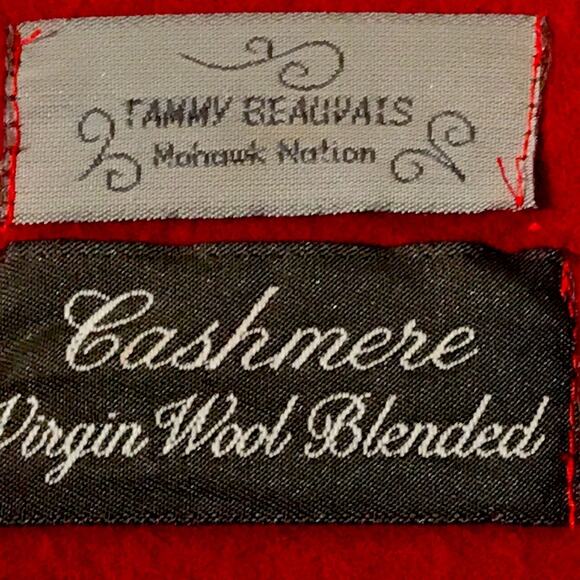 TAMMY BEAUVAIS
Mohawk Nation
Cashmere
Virgin Wool Blended